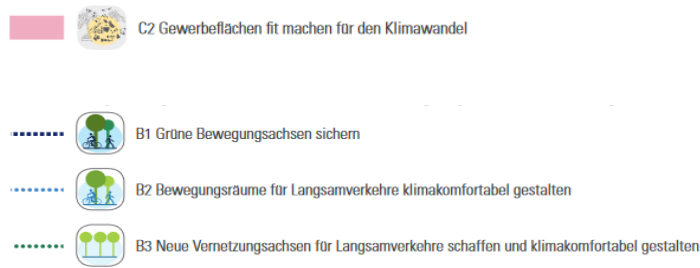 C2 Gewerbeflächen fit machen für den Klimawandel
B1 Grüne Bewegungsachsen sichern
B2 Bewegungsräume für Langsamverkehre klimakomfortabel gestalten
B3 Neue Vernetzungsachsen für Langsamverkehre schaffen und klimakomfortabel gestalten